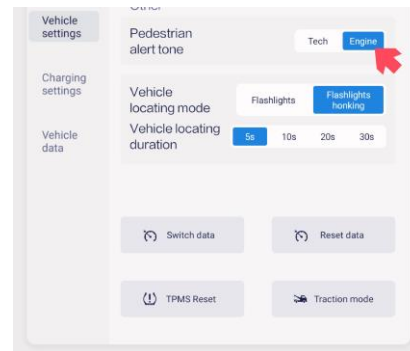 Other
Vehicle
settings
Pedestrian
alert tone
Tech
Engine
Charging
settings
Vehicle
locating mode
Flashlights
Flashlights
honking
Vehicle
data
Vehicle locating
duration
5s
10s
20s
30s
Switch data
Reset data
TPMS Reset
Traction mode